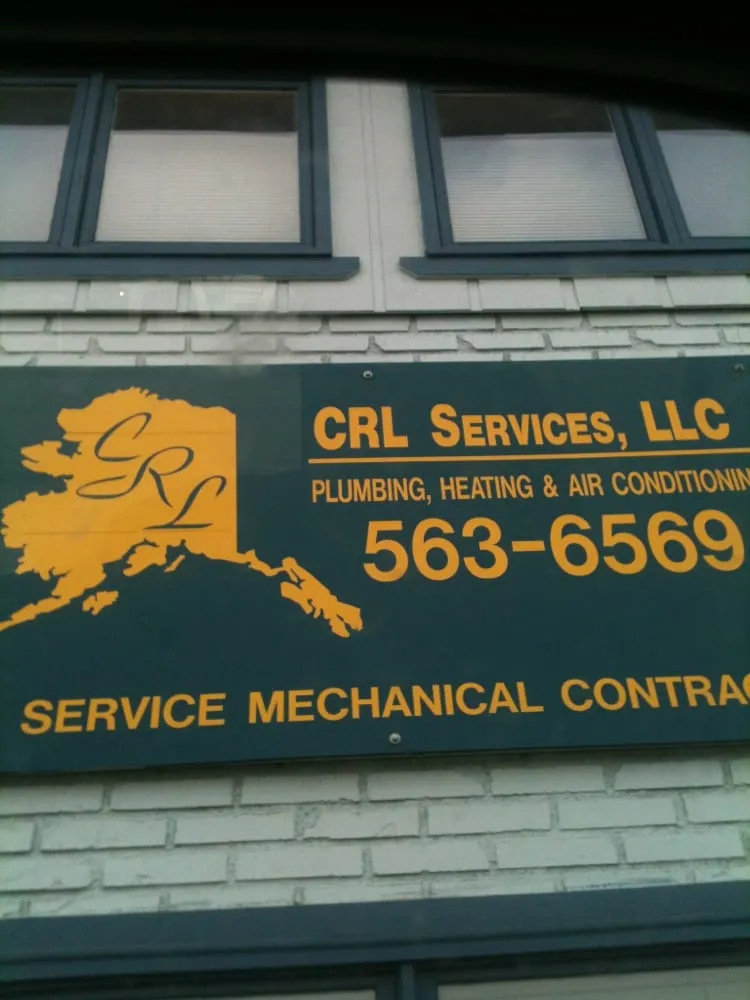 CRL
CRL SERVICES, LLC
PLUMBING, HEATING & AIR CONDITIONIN
563-6569
SERVICE MECHANICAL CONTRAC